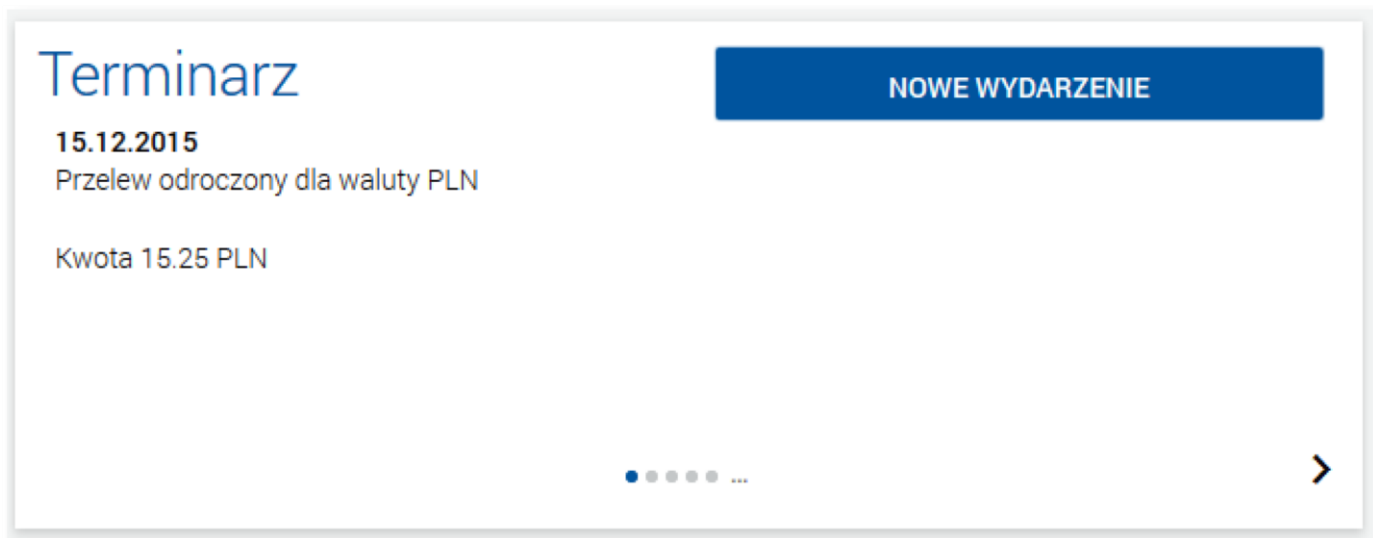 Terminarz
NOWE WYDARZENIE
15.12.2015
Przelew odroczony dla waluty PLN
Kwota 15.25 PLN
...